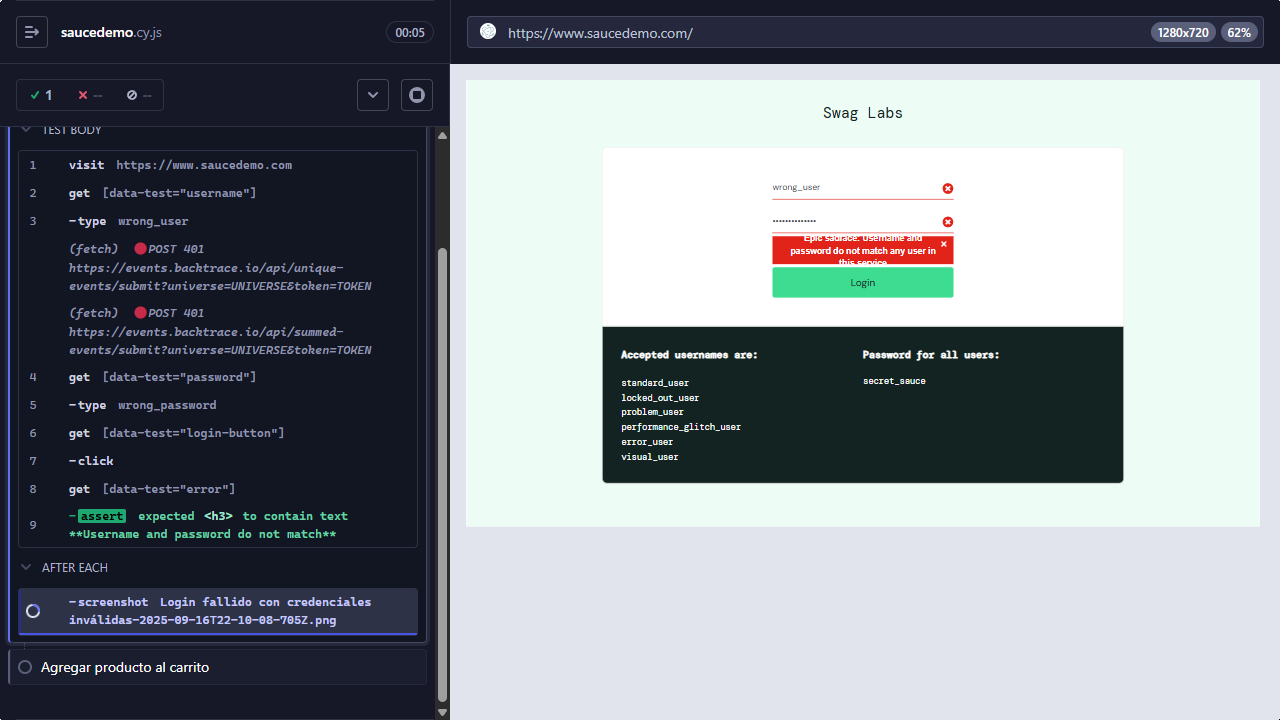 saucedemo.cy.js
00:05
1 -- --
TEST BODY
1 visit https://www.saucedemo.com
2 get [data-test="username"]
3 -type wrong_user
(fetch) POST 401
https://events.backtrace.io/api/unique-
events/submit?universe=UNIVERSE&token=TOKEN
(fetch) POST 401
https://events.backtrace.io/api/summed-
events/submit?universe=UNIVERSE&token=TOKEN
4 get [data-test="password"]
5 -type wrong_password
6 get [data-test="login-button"]
7 -click
8 get [data-test="error"]
9 -assert expected <h3> to contain text
**Username and password do not match**
AFTER EACH
-screenshot Login fallido con credenciales
inválidas-2025-09-16T22-10-08-705Z.png
Agregar producto al carrito
https://www.saucedemo.com/
1280x720 62%
Swag Labs
wrong_user
••••••••••••••
Epic sadface: Username and
password do not match any user in
this service
Login
Accepted usernames are:
standard_user
locked_out_user
problem_user
performance_glitch_user
error_user
visual_user
Password for all users:
secret_sauce